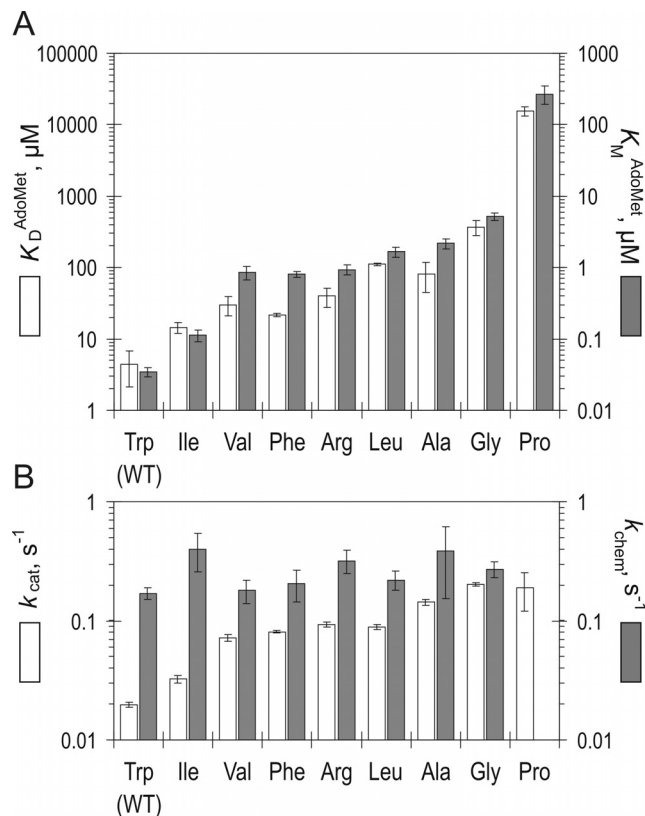 A
100000
10000
1000
100
10
1
K_D^AdoMet, µM
1000
100
10
1
0.1
0.01
K_M^AdoMet, µM
Trp Ile Val Phe Arg Leu Ala Gly Pro
(WT)
B
1
0.1
0.01
k_cat, s^-1
1
0.1
0.01
k_chem, s^-1
Trp Ile Val Phe Arg Leu Ala Gly Pro
(WT)